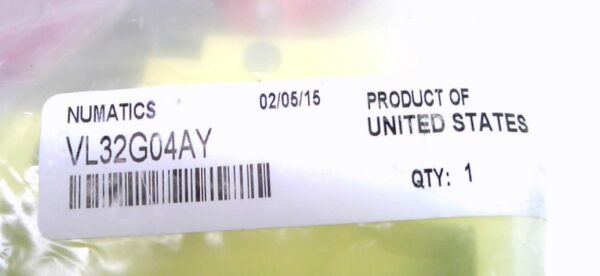 NUMATICS 02/05/15 PRODUCT OF
VL32G04AY UNITED STATES
QTY: 1